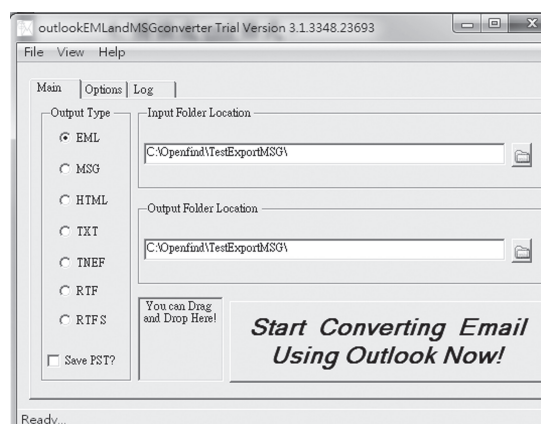 outlookEMLandMSGconverter Trial Version 3.1.3348.23693
File View Help
Main Options Log
Output Type
EML
MSG
HTML
TXT
TNEF
RTF
RTFS
Save PST?
Input Folder Location
C:\Openfind\TestExportMSG\
Output Folder Location
C:\Openfind\TestExportMSG\
You can Drag
and Drop Here!
Start Converting Email
Using Outlook Now!
Ready...